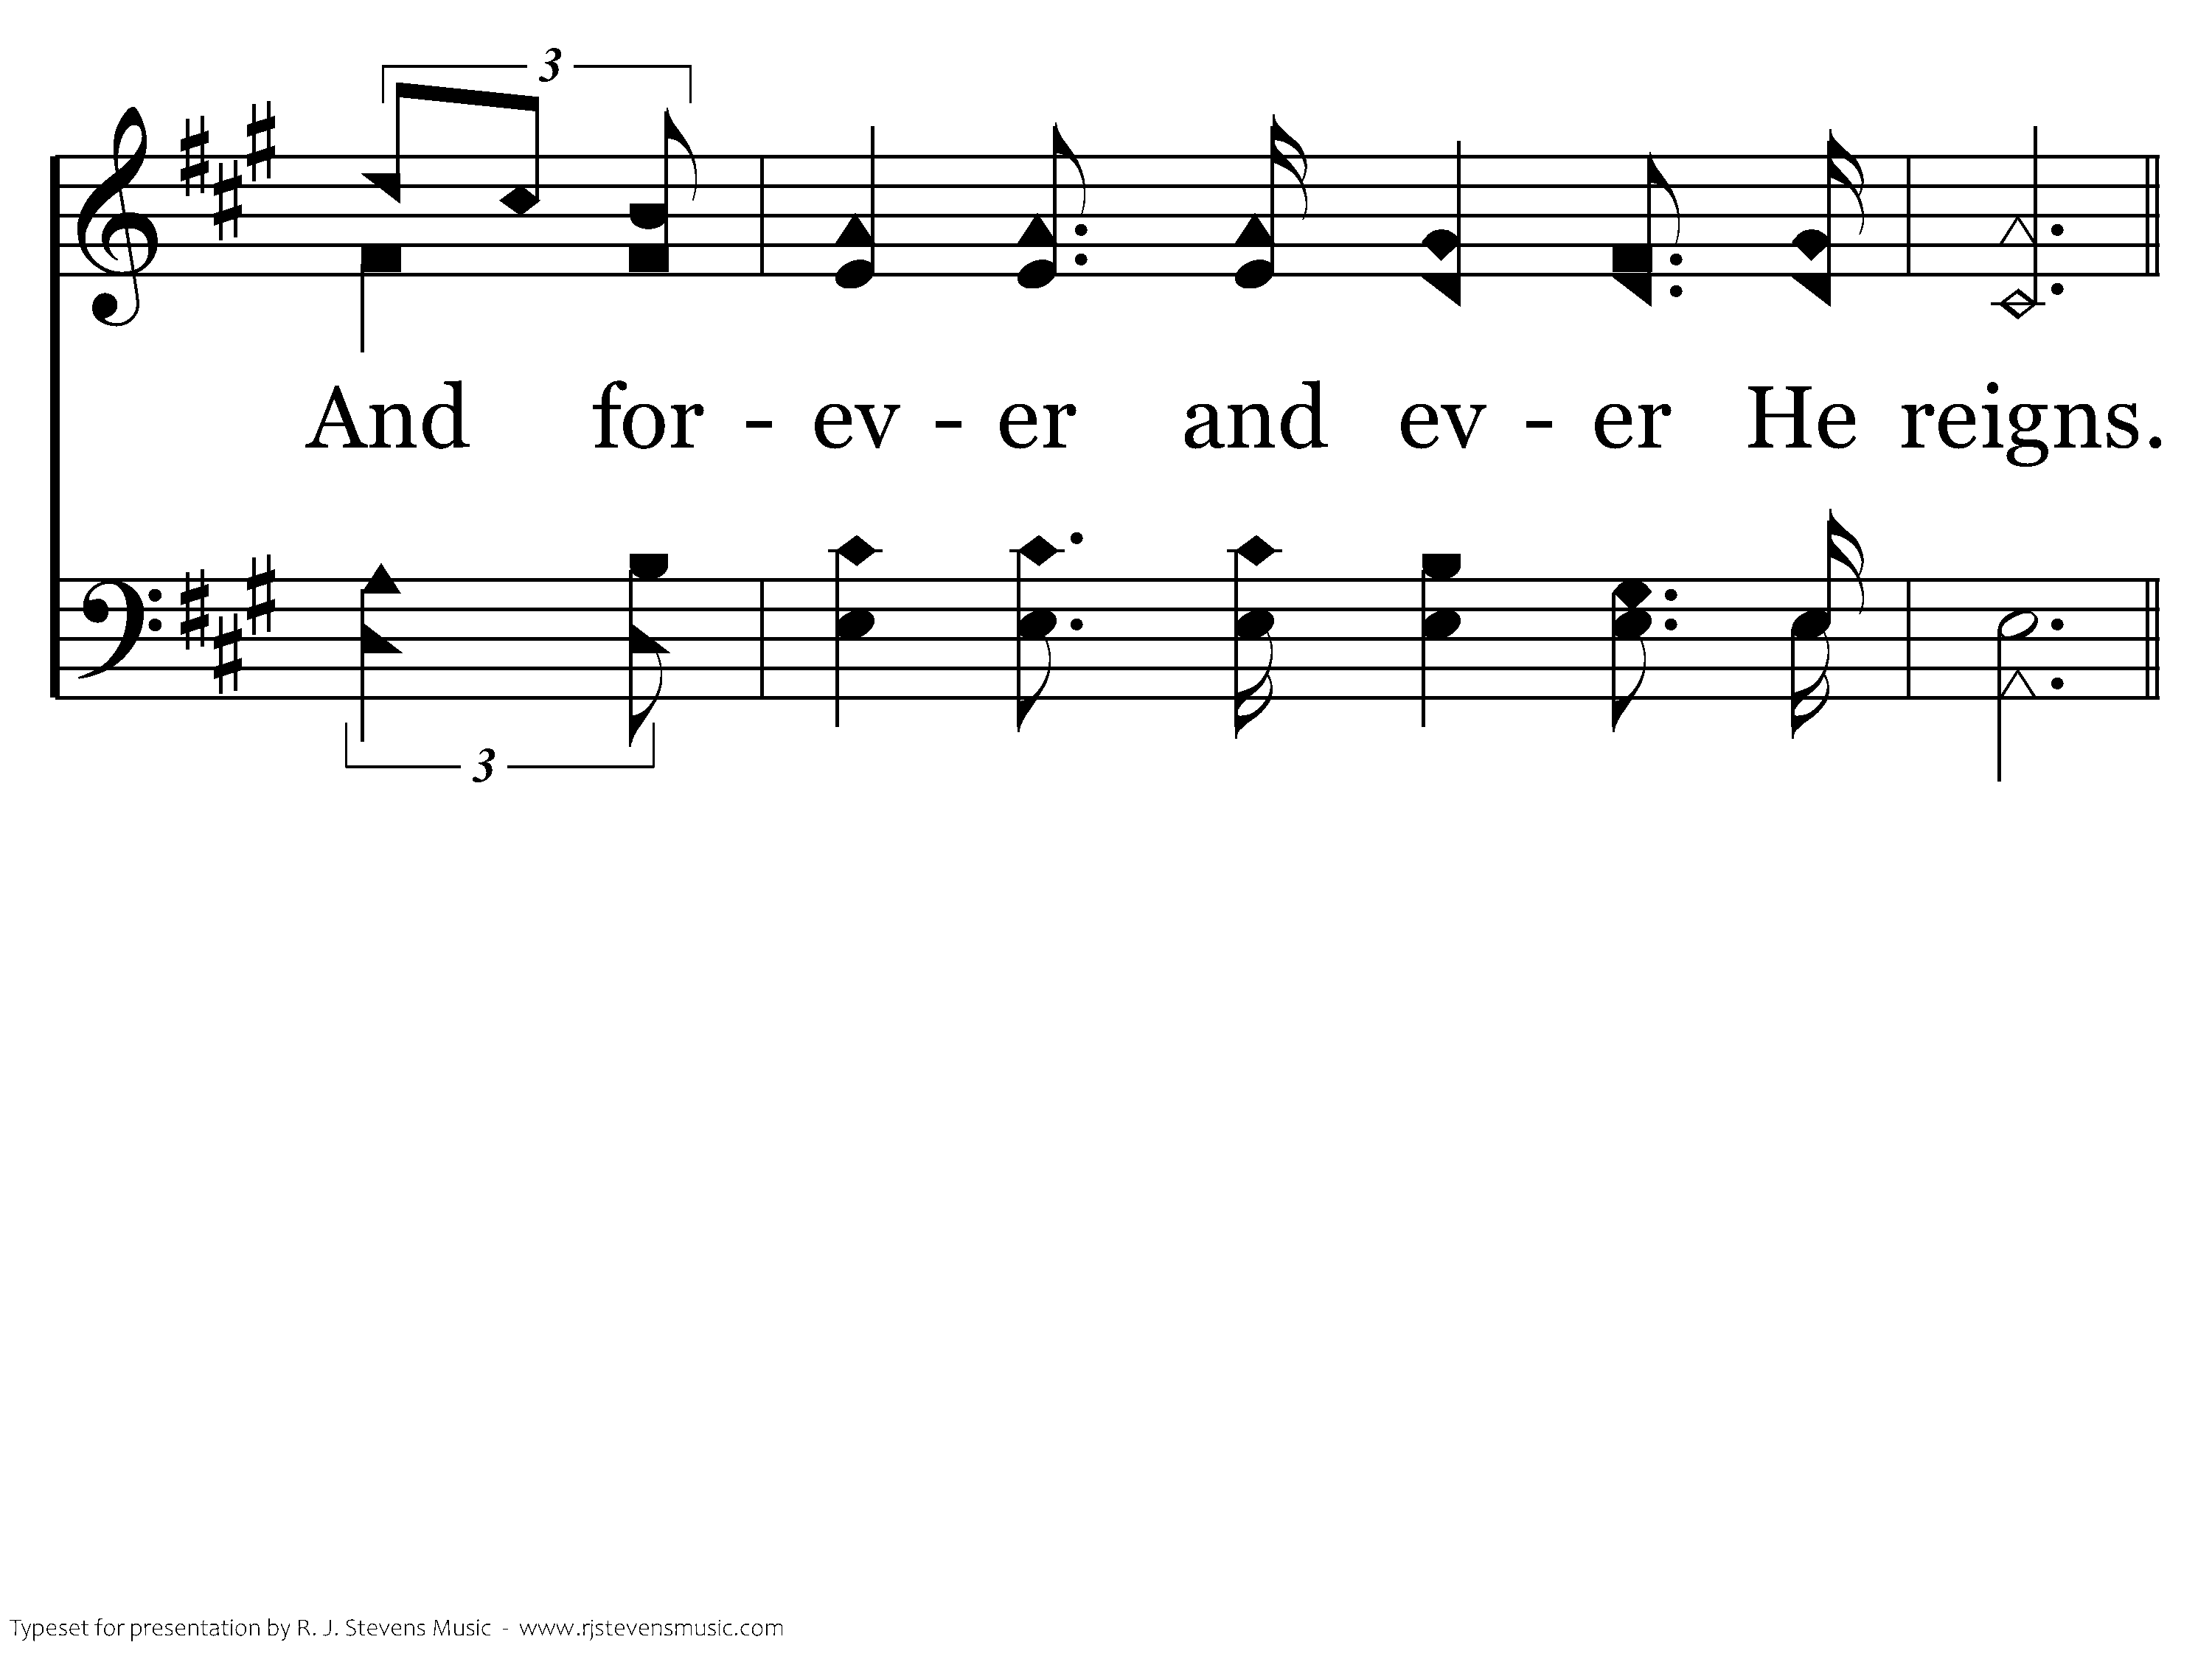 3
And for - ev - er and ev - er He reigns.
3
Typeset for presentation by R. J. Stevens Music - www.rjstevensmusic.com